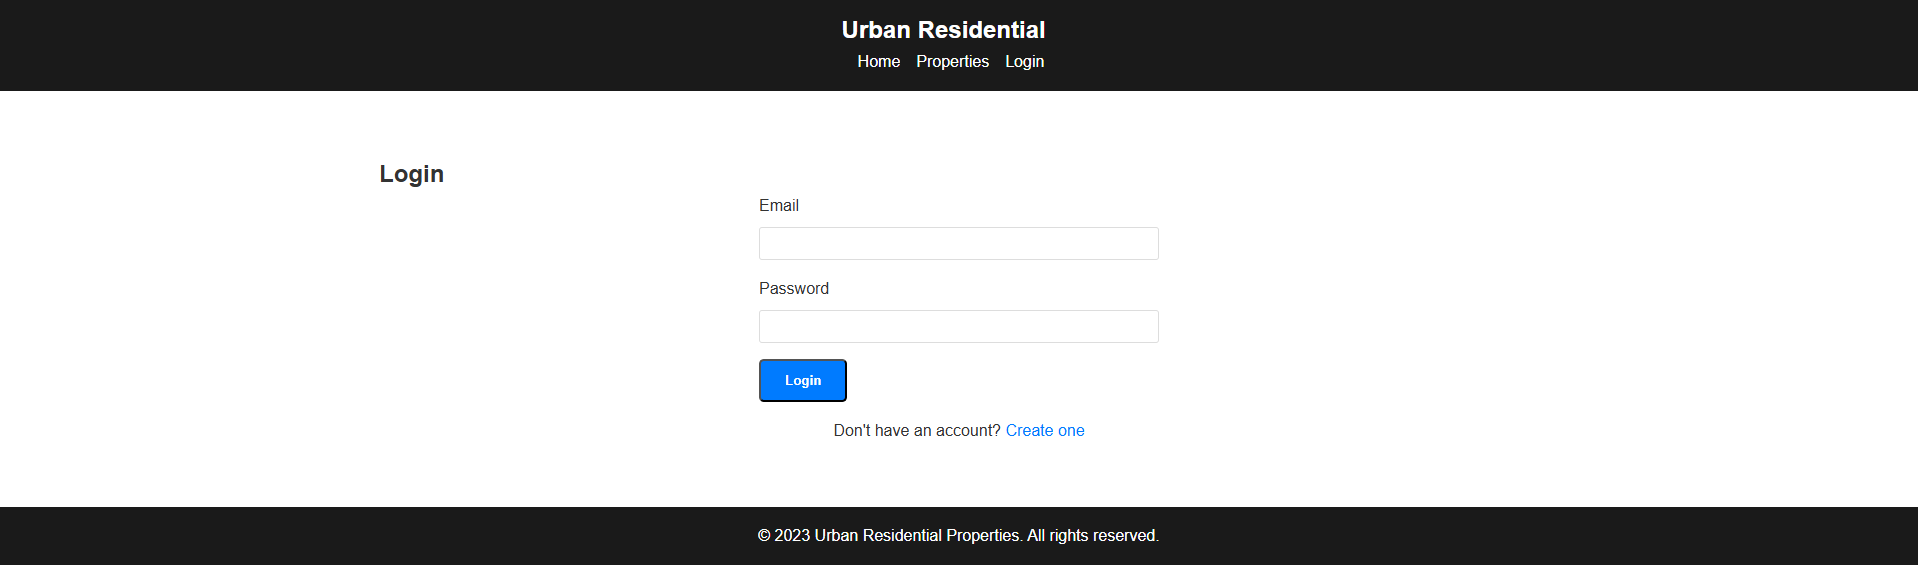 Urban Residential
Home Properties Login
Login
Email
Password
Login
Don't have an account? Create one
© 2023 Urban Residential Properties. All rights reserved.